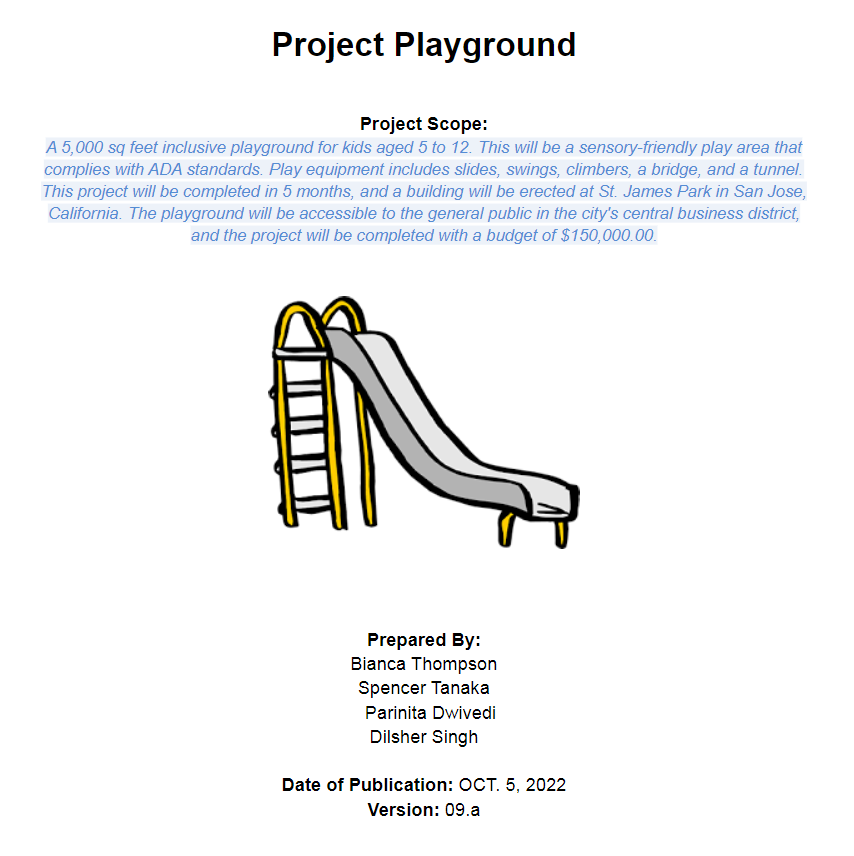 Project Playground
Project Scope:
A 5,000 sq feet inclusive playground for kids aged 5 to 12. This will be a sensory-friendly play area that
complies with ADA standards. Play equipment includes slides, swings, climbers, a bridge, and a tunnel.
This project will be completed in 5 months, and a building will be erected at St. James Park in San Jose,
California. The playground will be accessible to the general public in the city's central business district,
and the project will be completed with a budget of $150,000.00.
Prepared By:
Bianca Thompson
Spencer Tanaka
Parinita Dwivedi
Dilsher Singh
Date of Publication: OCT. 5, 2022
Version: 09.a